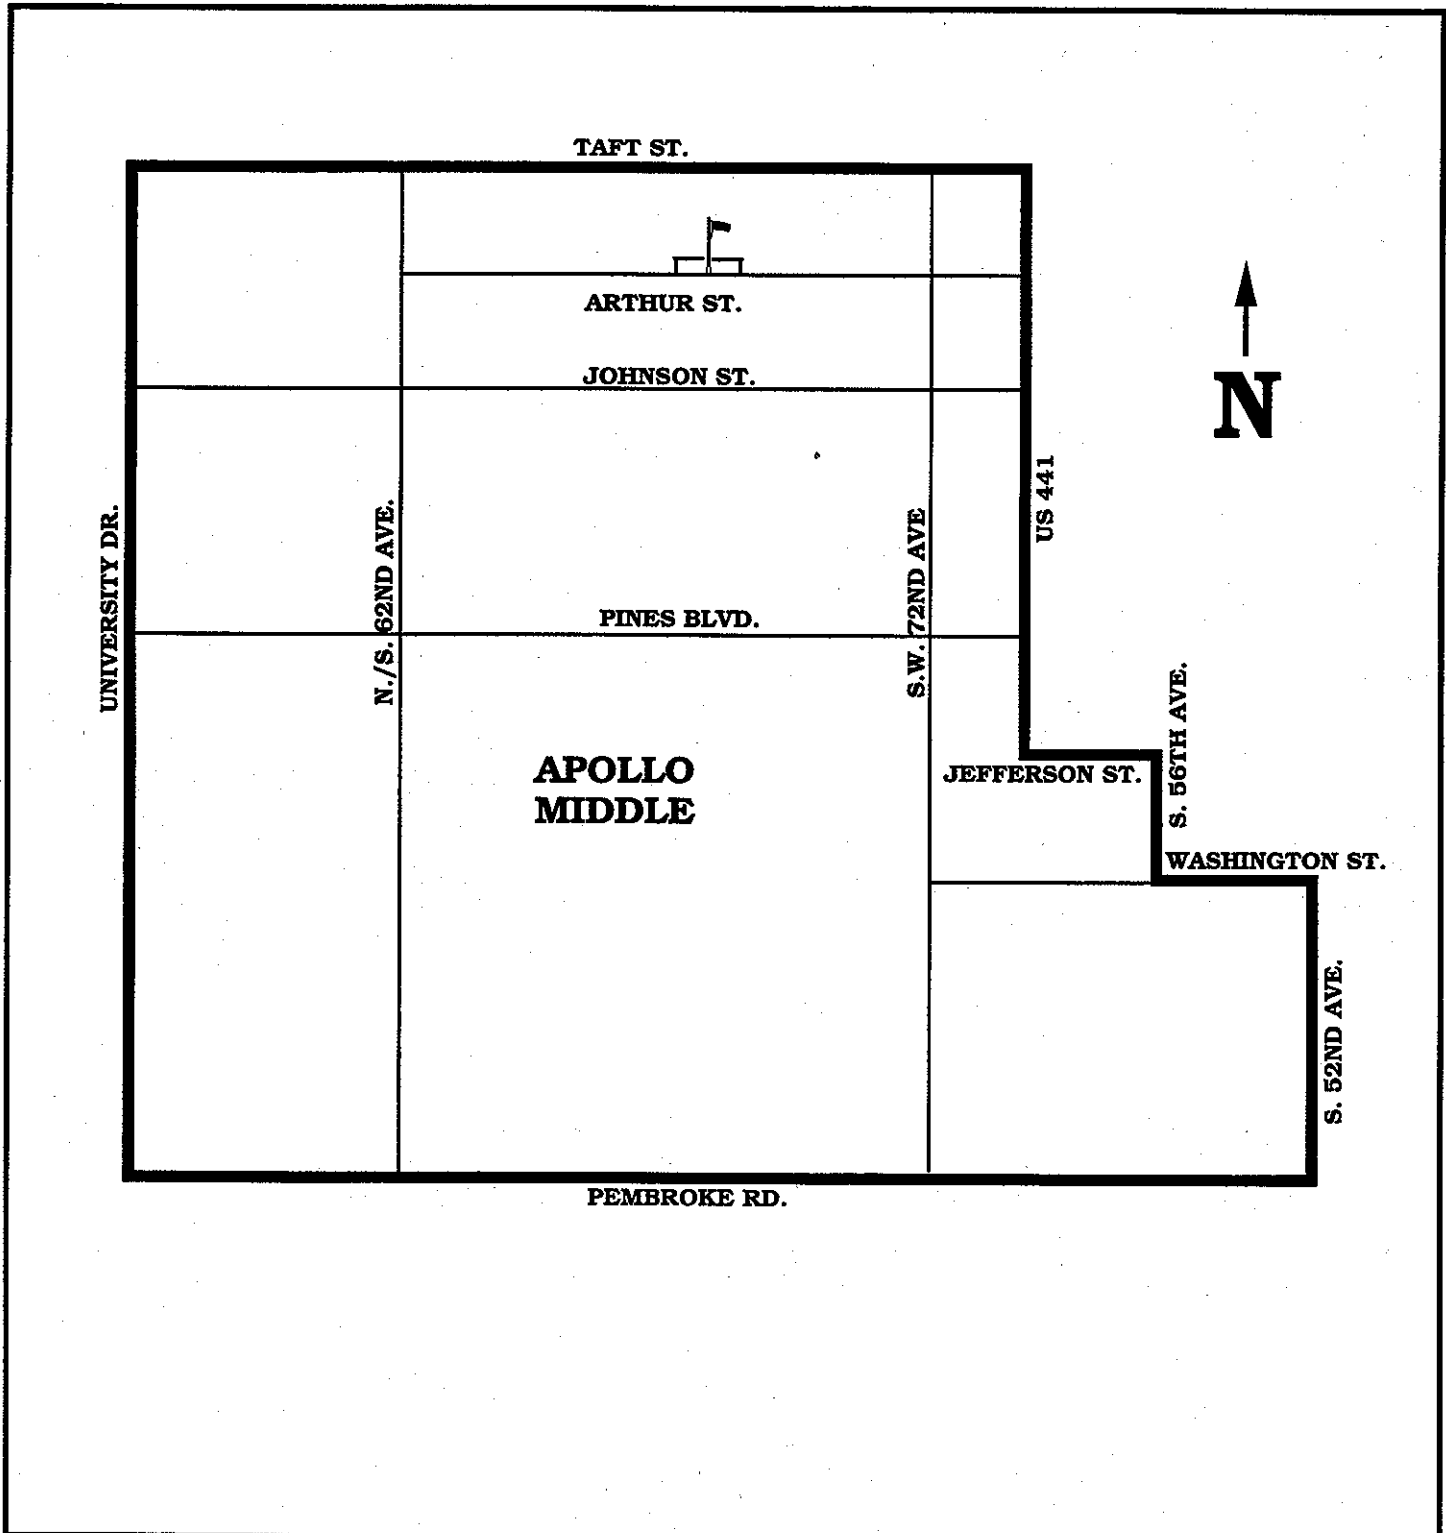 TAFT ST.
ARTHUR ST.
JOHNSON ST.
N
US 441
UNIVERSITY DR.
N./S. 62ND AVE.
S.W. 72ND AVE
PINES BLVD.
S. 56TH AVE.
APOLLO
MIDDLE
JEFFERSON ST.
WASHINGTON ST.
S. 52ND AVE.
PEMBROKE RD.